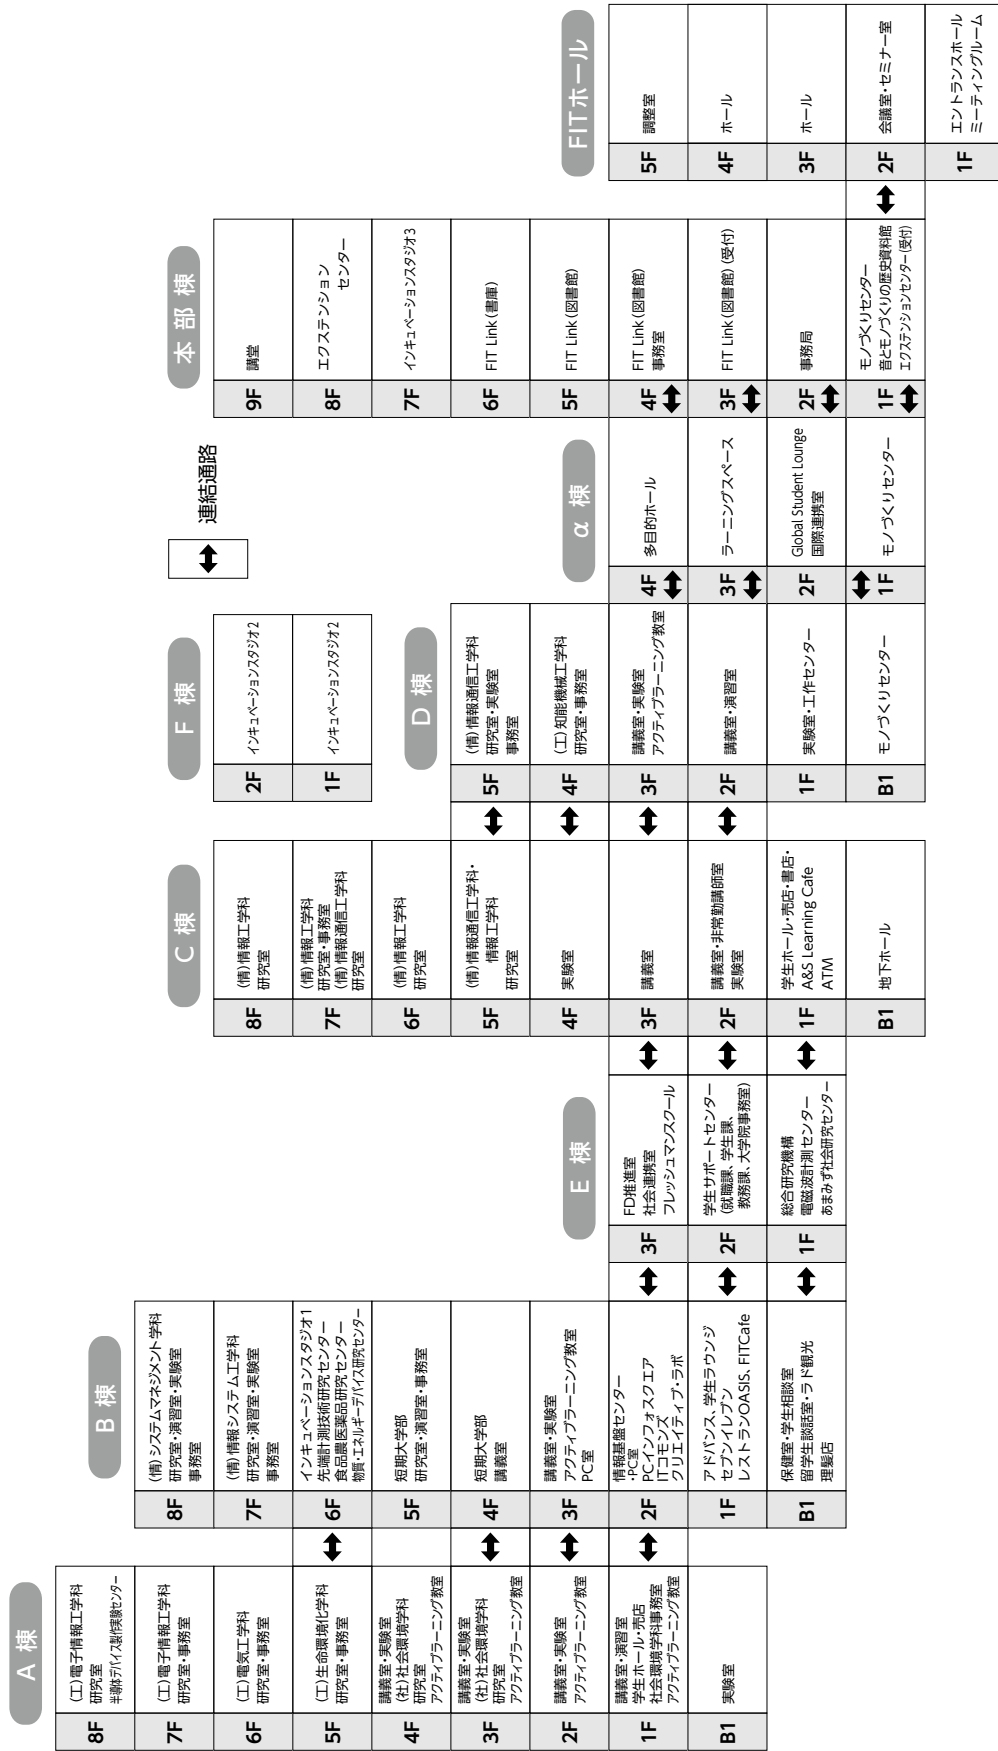 A 棟
8F
(工)電子情報工学科
研究室
半導体デバイス製作実験センター
7F
(工)電子情報工学科
研究室・事務室
6F
(工)電気工学科
研究室・事務室
5F
(工)生命環境化学科
研究室・事務室
4F
講義室・実験室
(社)社会環境学科
研究室
アクティブラーニング教室
3F
講義室・実験室
(社)社会環境学科
研究室
アクティブラーニング教室
2F
講義室・実験室
アクティブラーニング教室
1F
講義室・演習室
学生ホール・売店
社会環境学科事務室
アクティブラーニング教室
B1
実験室
B 棟
8F
(情)システムマネジメント学科
研究室・演習室・実験室
事務室
7F
(情)情報システム工学科
研究室・演習室・実験室
事務室
6F
インキュベーションスタジオ1
先端計測技術研究センター
食品農医薬品研究センター
物質・エネルギーデバイス研究センター
5F
短期大学部
研究室・演習室・事務室
4F
短期大学部
講義室
3F
講義室・実験室
アクティブラーニング教室
PC室
2F
情報基盤センター
・PC室
PCインフォスクエア
ITコモンズ
クリエイティブ・ラボ
1F
アドバンス、学生ラウンジ
セブンイレブン
レストランOASIS、FITCafe
B1
保健室・学生相談室
留学生談話室・ラド観光
理髪店
E 棟
3F
FD推進室
社会連携室
フレッシュマンスクール
2F
学生サポートセンター
(就職課、学生課、
教務課、大学院事務室)
1F
総合研究機構
電磁波計測センター
あまみず社会研究センター
C 棟
8F
(情)情報工学科
研究室
7F
(情)情報工学科
研究室・事務室
(情)情報通信工学科
研究室
6F
(情)情報工学科
研究室
5F
(情)情報通信工学科・
情報工学科
研究室
4F
実験室
3F
講義室
2F
講義室・非常勤講師室
実験室
1F
学生ホール・売店・書店・
A&S Learning Cafe
ATM
B1
地下ホール
F 棟
2F
インキュベーションスタジオ2
1F
インキュベーションスタジオ2
D 棟
5F
(情)情報通信工学科
研究室・実験室
事務室
4F
(工)知能機械工学科
研究室・事務室
3F
講義室・実験室
アクティブラーニング教室
2F
講義室・演習室
1F
実験室・工作センター
B1
モノづくりセンター
連結通路
α 棟
4F
多目的ホール
3F
ラーニングスペース
2F
Global Student Lounge
国際連携室
1F
モノづくりセンター
本 部 棟
9F
講堂
8F
エクステンション
センター
7F
インキュベーションスタジオ3
6F
FIT Link(書庫)
5F
FIT Link(図書館)
4F
FIT Link(図書館)
事務室
3F
FIT Link(図書館)(受付)
2F
事務局
1F
モノづくりセンター
音とモノづくりの歴史資料館
エクステンションセンター(受付)
FITホール
5F
調整室
4F
ホール
3F
ホール
2F
会議室・セミナー室
1F
エントランスホール
ミーティングルーム